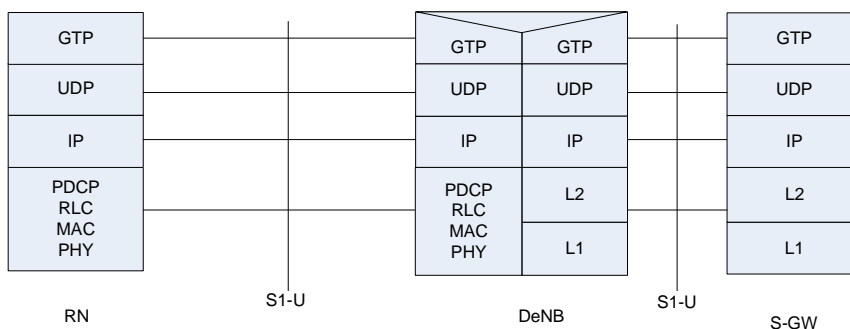 GTP
UDP
IP
PDCP
RLC
MAC
PHY
RN
S1-U
GTP
GTP
UDP
UDP
IP
IP
PDCP
RLC
MAC
PHY
L2
L1
DeNB
S1-U
GTP
UDP
IP
L2
L1
S-GW